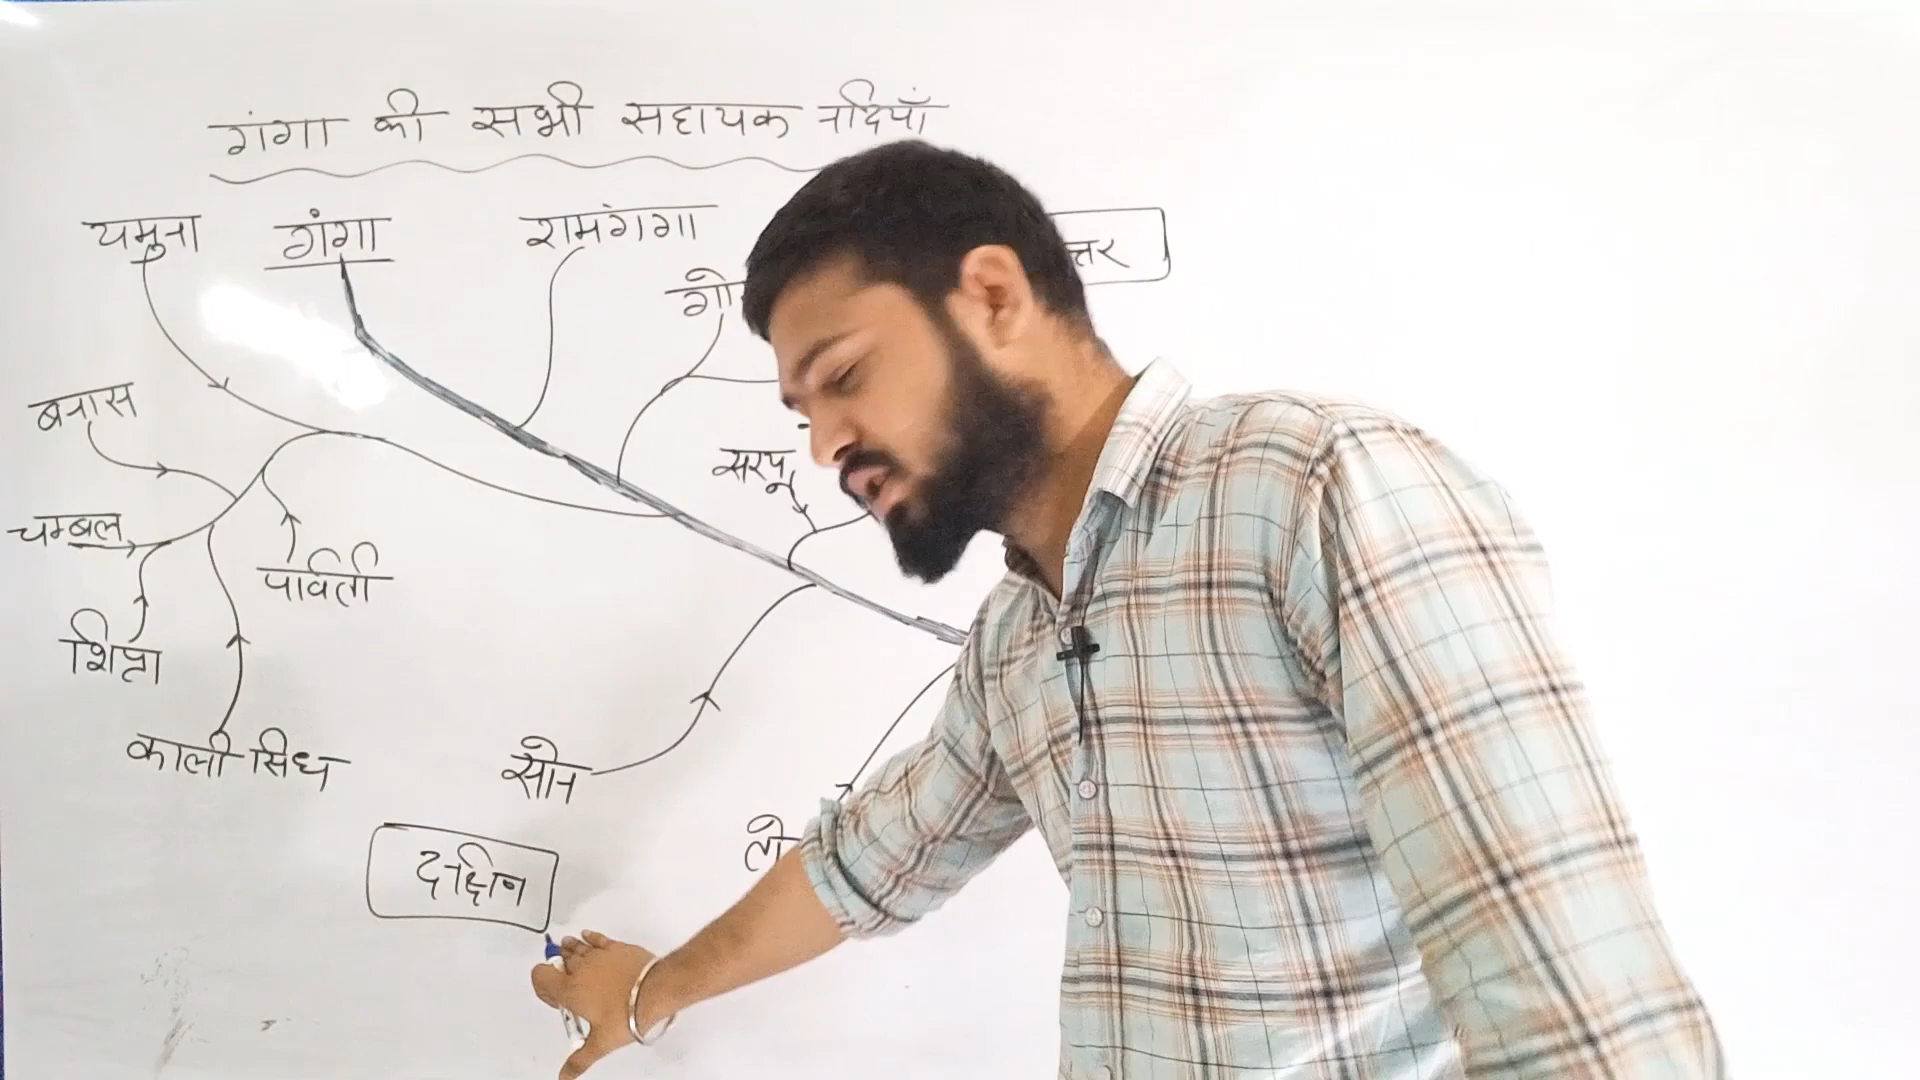 गंगा की सभी सहायक नदियाँ
यमुना गंगा रामगंगा
बनास
सरयू
चम्बल
पार्वती
शिप्रा
काली सिंध
सोन
दक्षिण